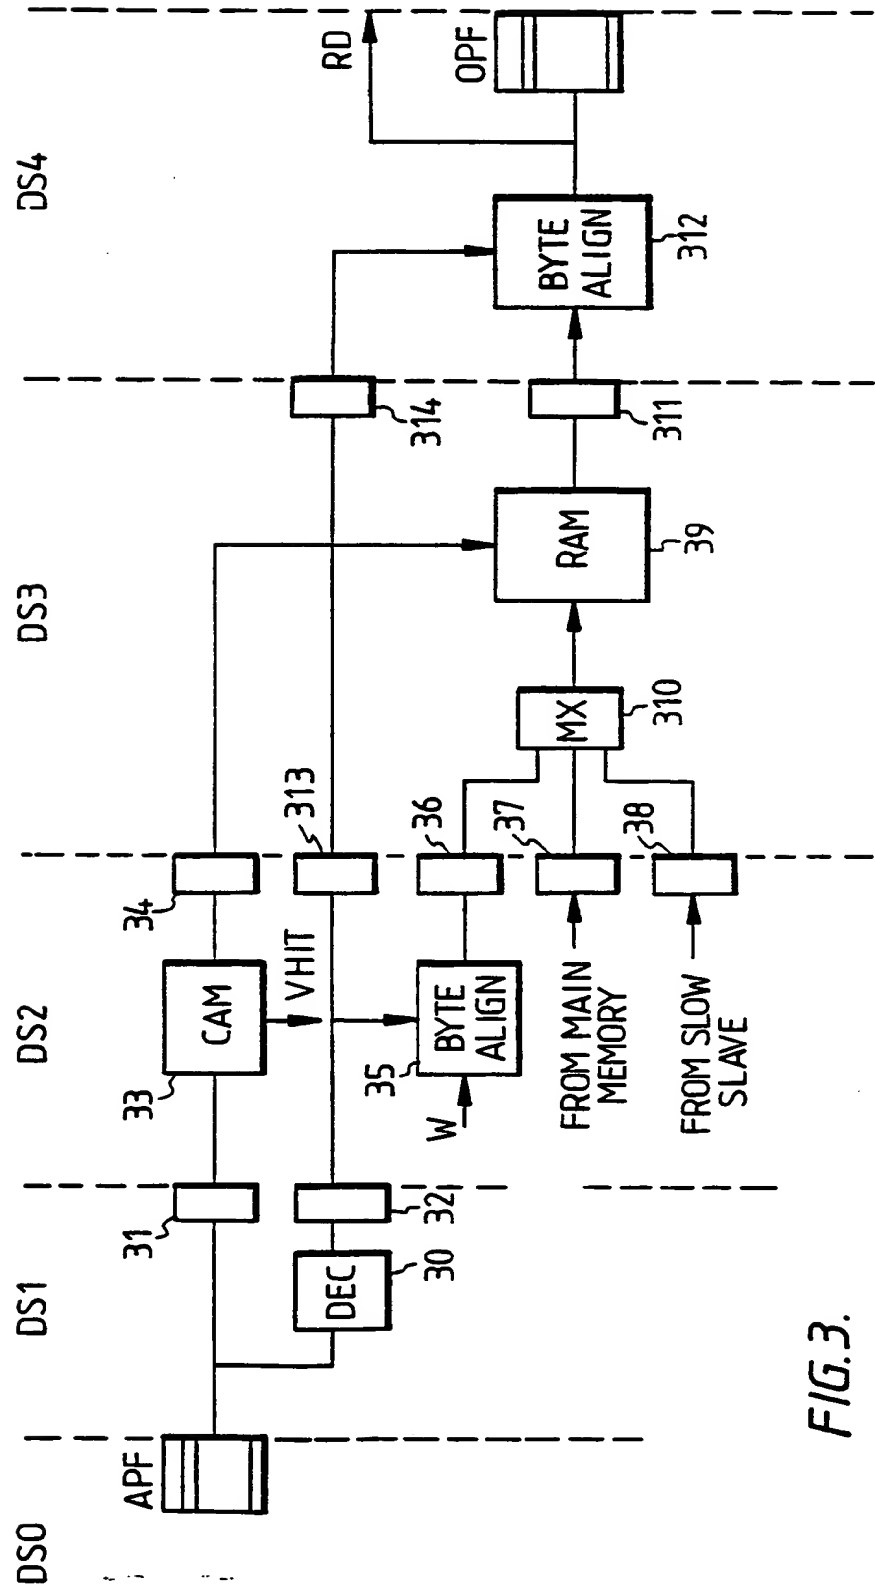 DS0
DS1
DS2
DS3
DS4
APF
31
DEC
30
32
CAM
33
34
VHIT
313
BYTE
ALIGN
35
W
36
FROM MAIN
MEMORY
37
FROM SLOW
SLAVE
38
MX
310
RAM
39
311
314
BYTE
ALIGN
312
RD
OPF
FIG.3.